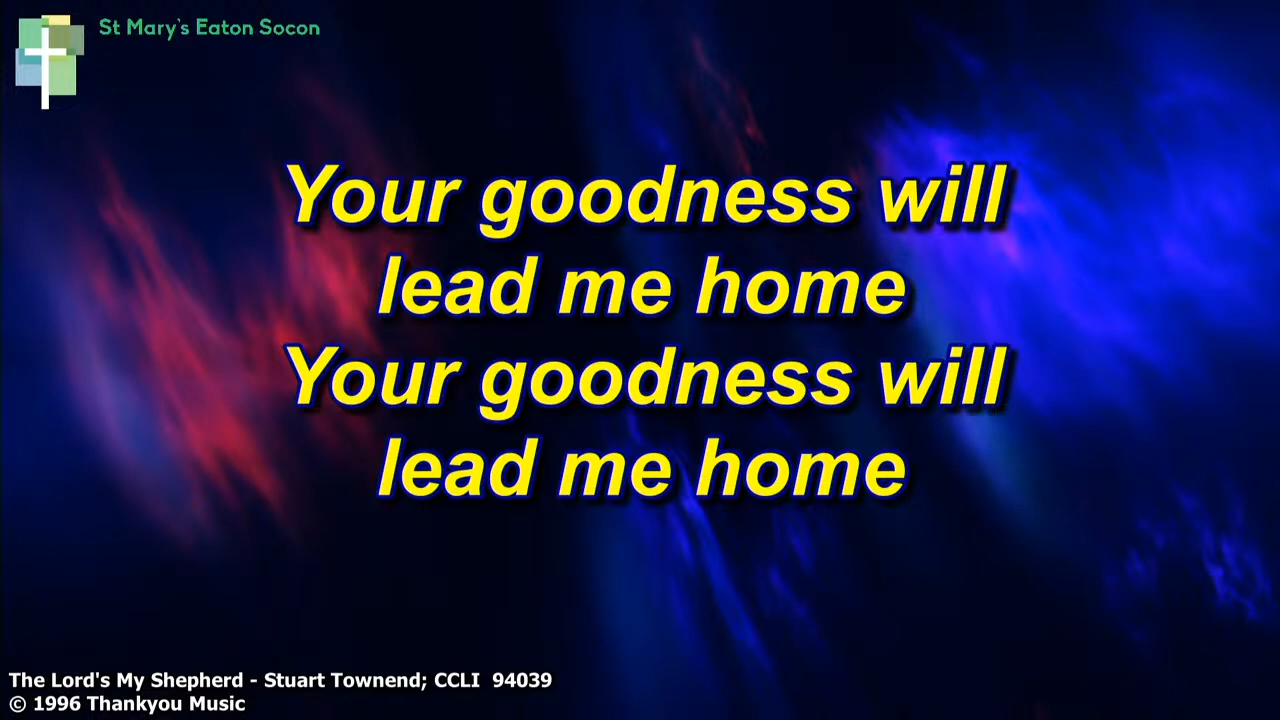 St Mary's Eaton Socon
Your goodness will
lead me home
Your goodness will
lead me home
The Lord's My Shepherd - Stuart Townend; CCLI  94039
© 1996 Thankyou Music